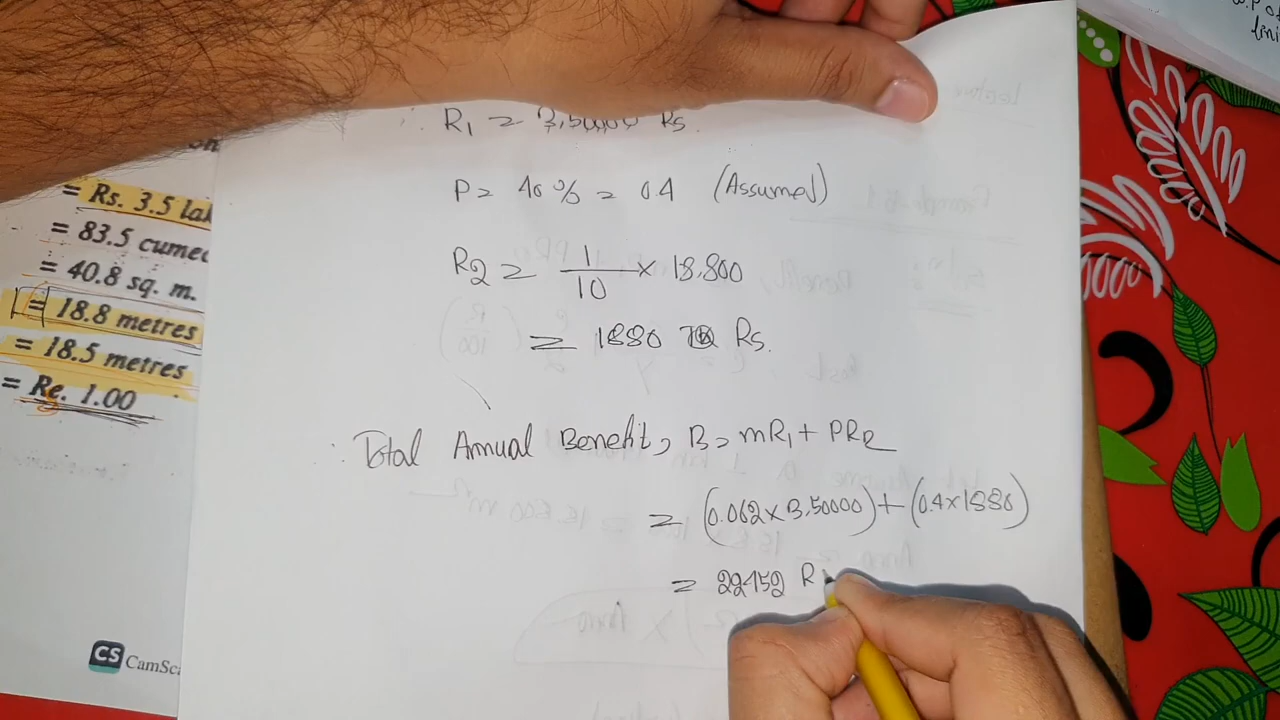 R1 = 3,50000 Rs.
P = 40% = 0.4 (Assumed)
R2 = 1/10 × 18,800
= 1880 Rs.
∴ Total Annual Benefit, B = mR1 + PR2
= (0.062 × 3,50000) + (0.4 × 1880)
= 22452 R
= Rs. 3.5 lak
= 83.5 cumec
= 40.8 sq. m.
= 18.8 metres
= 18.5 metres
= Re. 1.00
CS CamSca